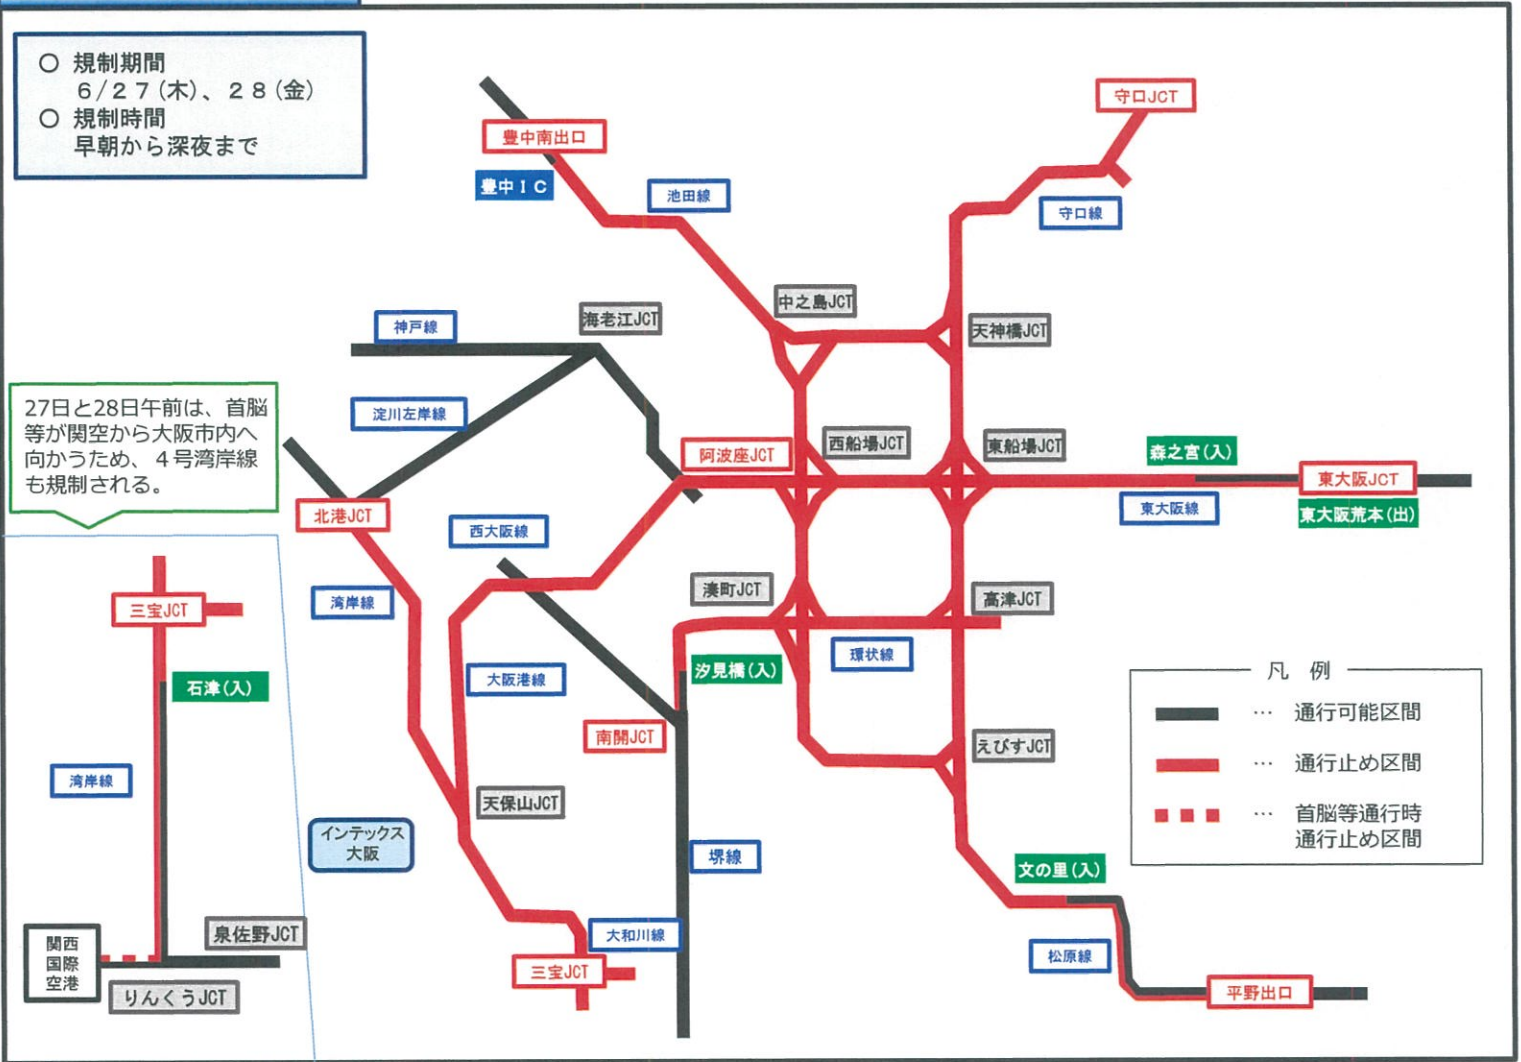 ○ 規制期間
6/27(木)、28(金)
○ 規制時間
早朝から深夜まで
守口JCT
豊中南出口
豊中IC
池田線
守口線
中之島JCT
海老江JCT
神戸線
天神橋JCT
27日と28日午前は、首脳
等が関空から大阪市内へ
向かうため、4号湾岸線
も規制される。
淀川左岸線
西船場JCT
東船場JCT
阿波座JCT
森之宮(入)
東大阪JCT
北港JCT
西大阪線
東大阪線
東大阪荒本(出)
湾岸線
湊町JCT
高津JCT
三宝JCT
環状線
汐見橋(入)
大阪港線
石津(入)
凡 例
… 通行可能区間
… 通行止め区間
… 首脳等通行時
通行止め区間
南開JCT
えびすJCT
湾岸線
天保山JCT
インテックス
大阪
堺線
文の里(入)
泉佐野JCT
大和川線
松原線
関西
国際
空港
りんくうJCT
三宝JCT
平野出口